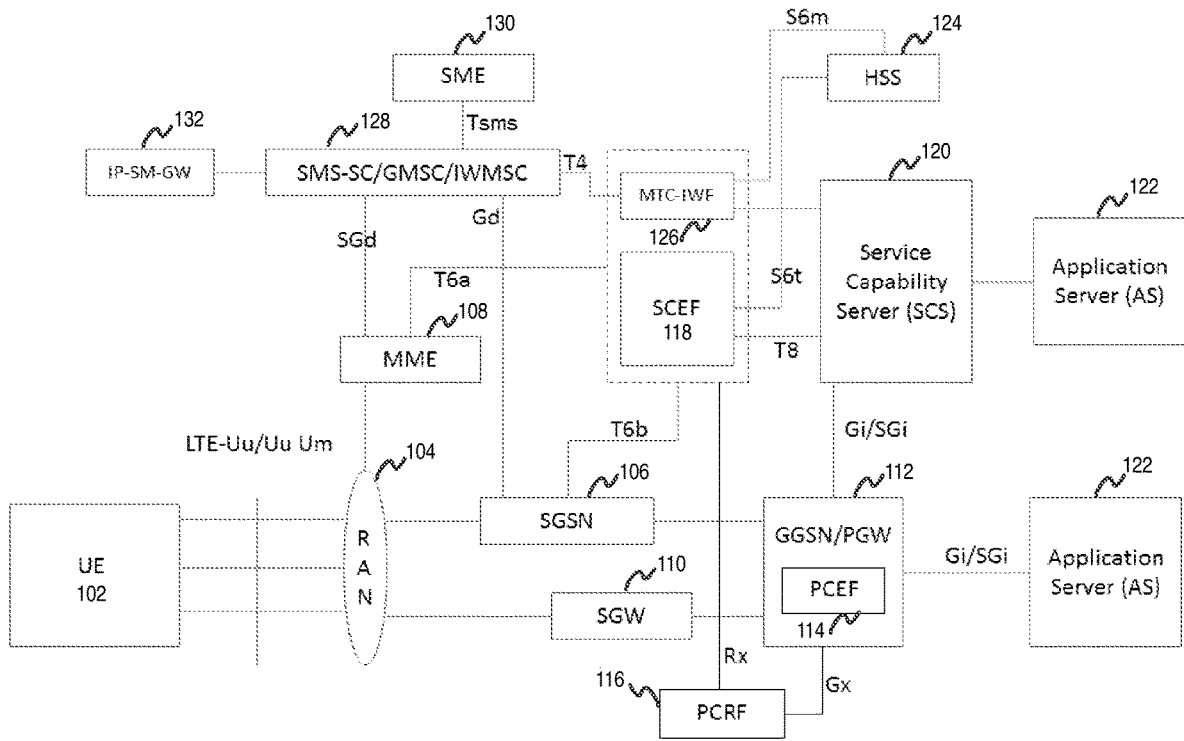 130
S6m
124
SME
HSS
132
128
Tsms
120
IP-SM-GW
SMS-SC/GMSC/IWMSC
T4
MTC-IWF
122
Gd
126
SGd
Service
Capability
Server (SCS)
Application
Server (AS)
T6a
S6t
108
SCEF
118
MME
T8
LTE-Uu/Uu Um
T6b
Gi/SGi
104
106
112
122
SGSN
GGSN/PGW
UE
102
R
A
N
110
Gi/SGi
Application
Server (AS)
PCEF
SGW
114
Rx
116
Gx
PCRF